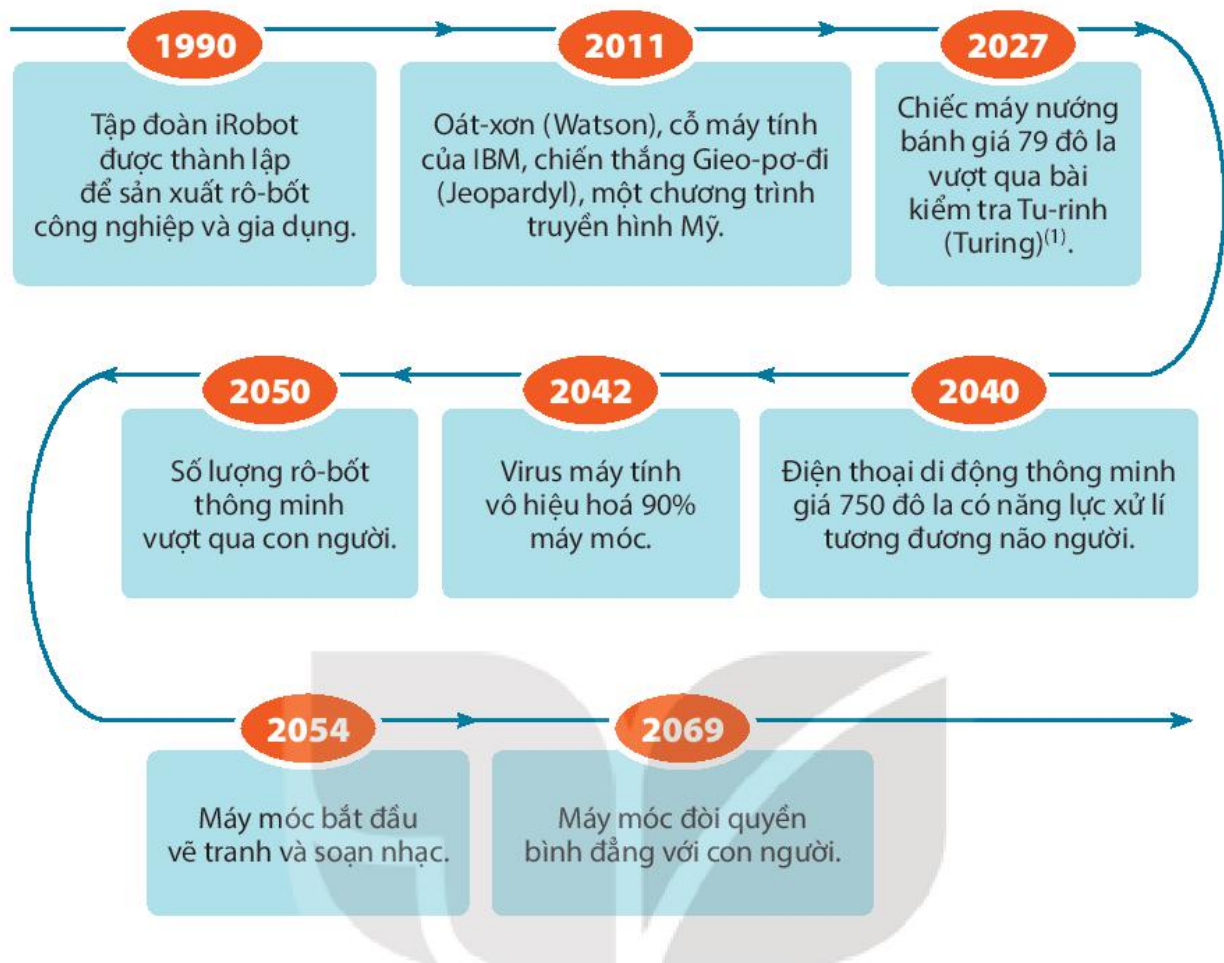 1990
Tập đoàn iRobot
được thành lập
để sản xuất rô-bốt
công nghiệp và gia dụng.
2011
Oát-xơn (Watson), cỗ máy tính
của IBM, chiến thắng Gieo-pơ-đi
(Jeopardyl), một chương trình
truyền hình Mỹ.
2027
Chiếc máy nướng
bánh giá 79 đô la
vượt qua bài
kiểm tra Tu-rinh
(Turing)(1).
2040
Điện thoại di động thông minh
giá 750 đô la có năng lực xử lí
tương đương não người.
2042
Virus máy tính
vô hiệu hoá 90%
máy móc.
2050
Số lượng rô-bốt
thông minh
vượt qua con người.
2054
Máy móc bắt đầu
vẽ tranh và soạn nhạc.
2069
Máy móc đòi quyền
bình đẳng với con người.